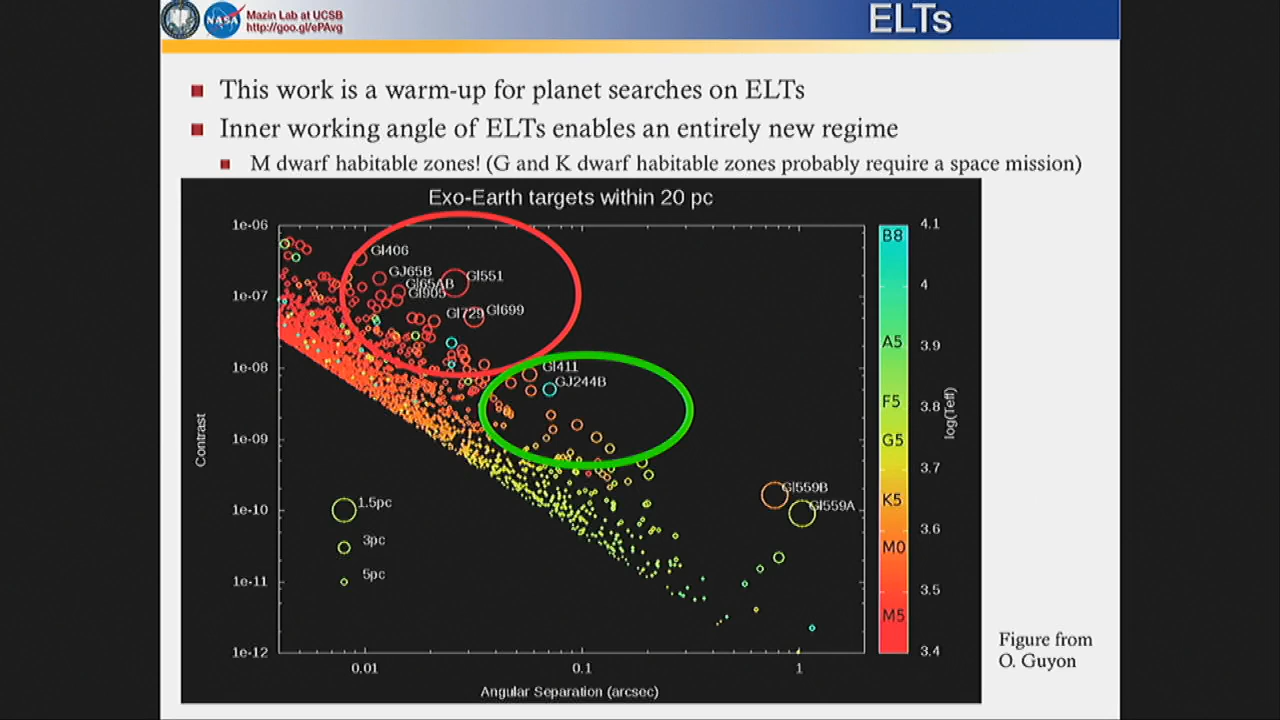 Mazin Lab at UCSB
http://goo.gl/ePAvg
NASA
ELTs
This work is a warm-up for planet searches on ELTs
Inner working angle of ELTs enables an entirely new regime
M dwarf habitable zones! (G and K dwarf habitable zones probably require a space mission)
Exo-Earth targets within 20 pc
1e-06
1e-07
1e-08
1e-09
1e-10
1e-11
1e-12
Contrast
Gl406
GJ65B
Gl551
Gl65AB
Gl905
Gl729
Gl699
Gl411
GJ244B
Gl559B
Gl559A
1.5pc
3pc
5pc
0.01
0.1
1
Angular Separation (arcsec)
B8
A5
F5
G5
K5
M0
M5
4.1
4
3.9
3.8
3.7
3.6
3.5
3.4
log(Teff)
Figure from
O. Guyon